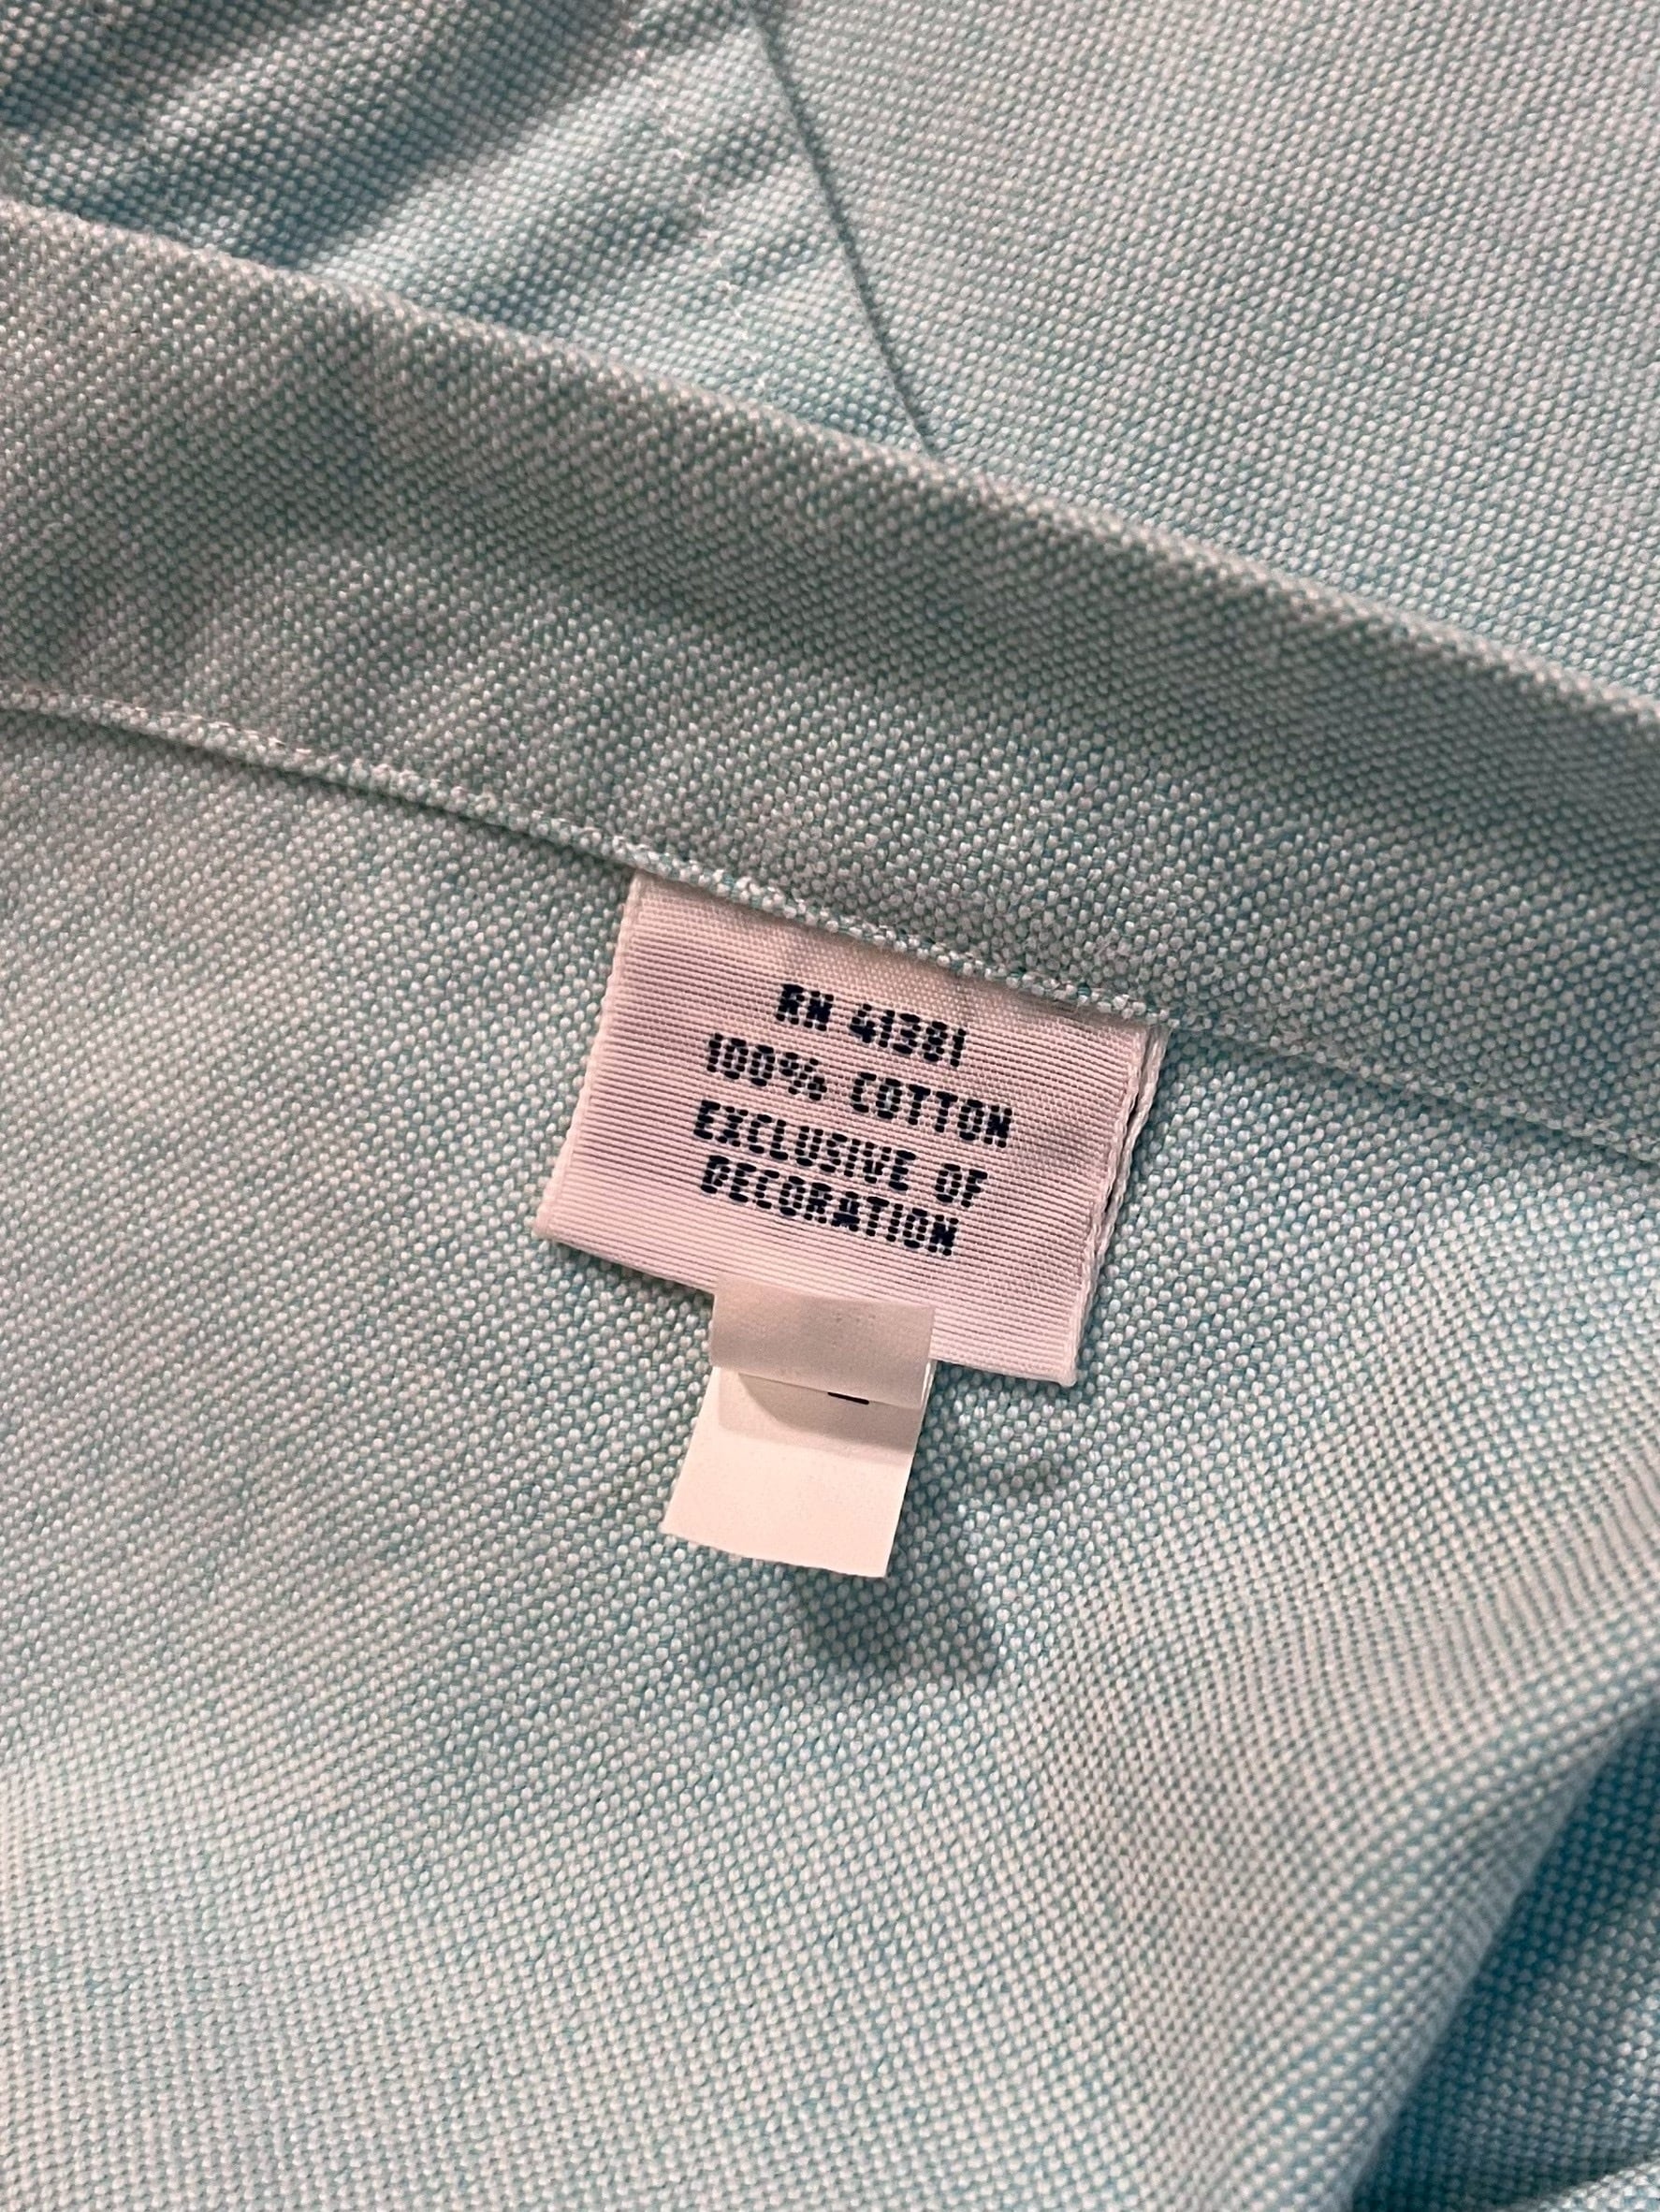 RN 41381
100% COTTON
EXCLUSIVE OF
DECORATION